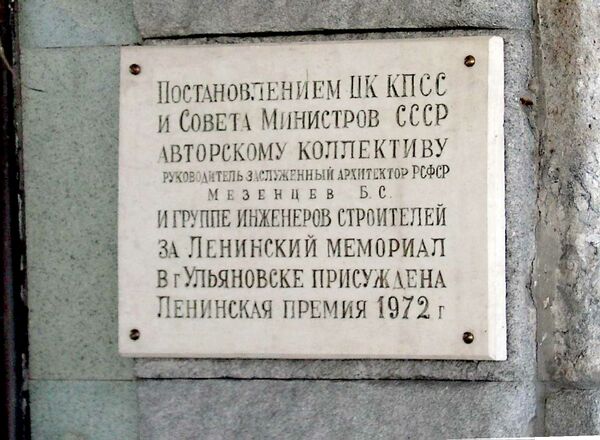 ПОСТАНОВЛЕНИЕМ ЦК КПСС
И СОВЕТА МИНИСТРОВ СССР
АВТОРСКОМУ КОЛЛЕКТИВУ
РУКОВОДИТЕЛЬ ЗАСЛУЖЕННЫЙ АРХИТЕКТОР РСФСР
МЕЗЕНЦЕВ Б.С.
И ГРУППЕ ИНЖЕНЕРОВ СТРОИТЕЛЕЙ
ЗА ЛЕНИНСКИЙ МЕМОРИАЛ
В г УЛЬЯНОВСКЕ ПРИСУЖДЕНА
ЛЕНИНСКАЯ ПРЕМИЯ 1972 г